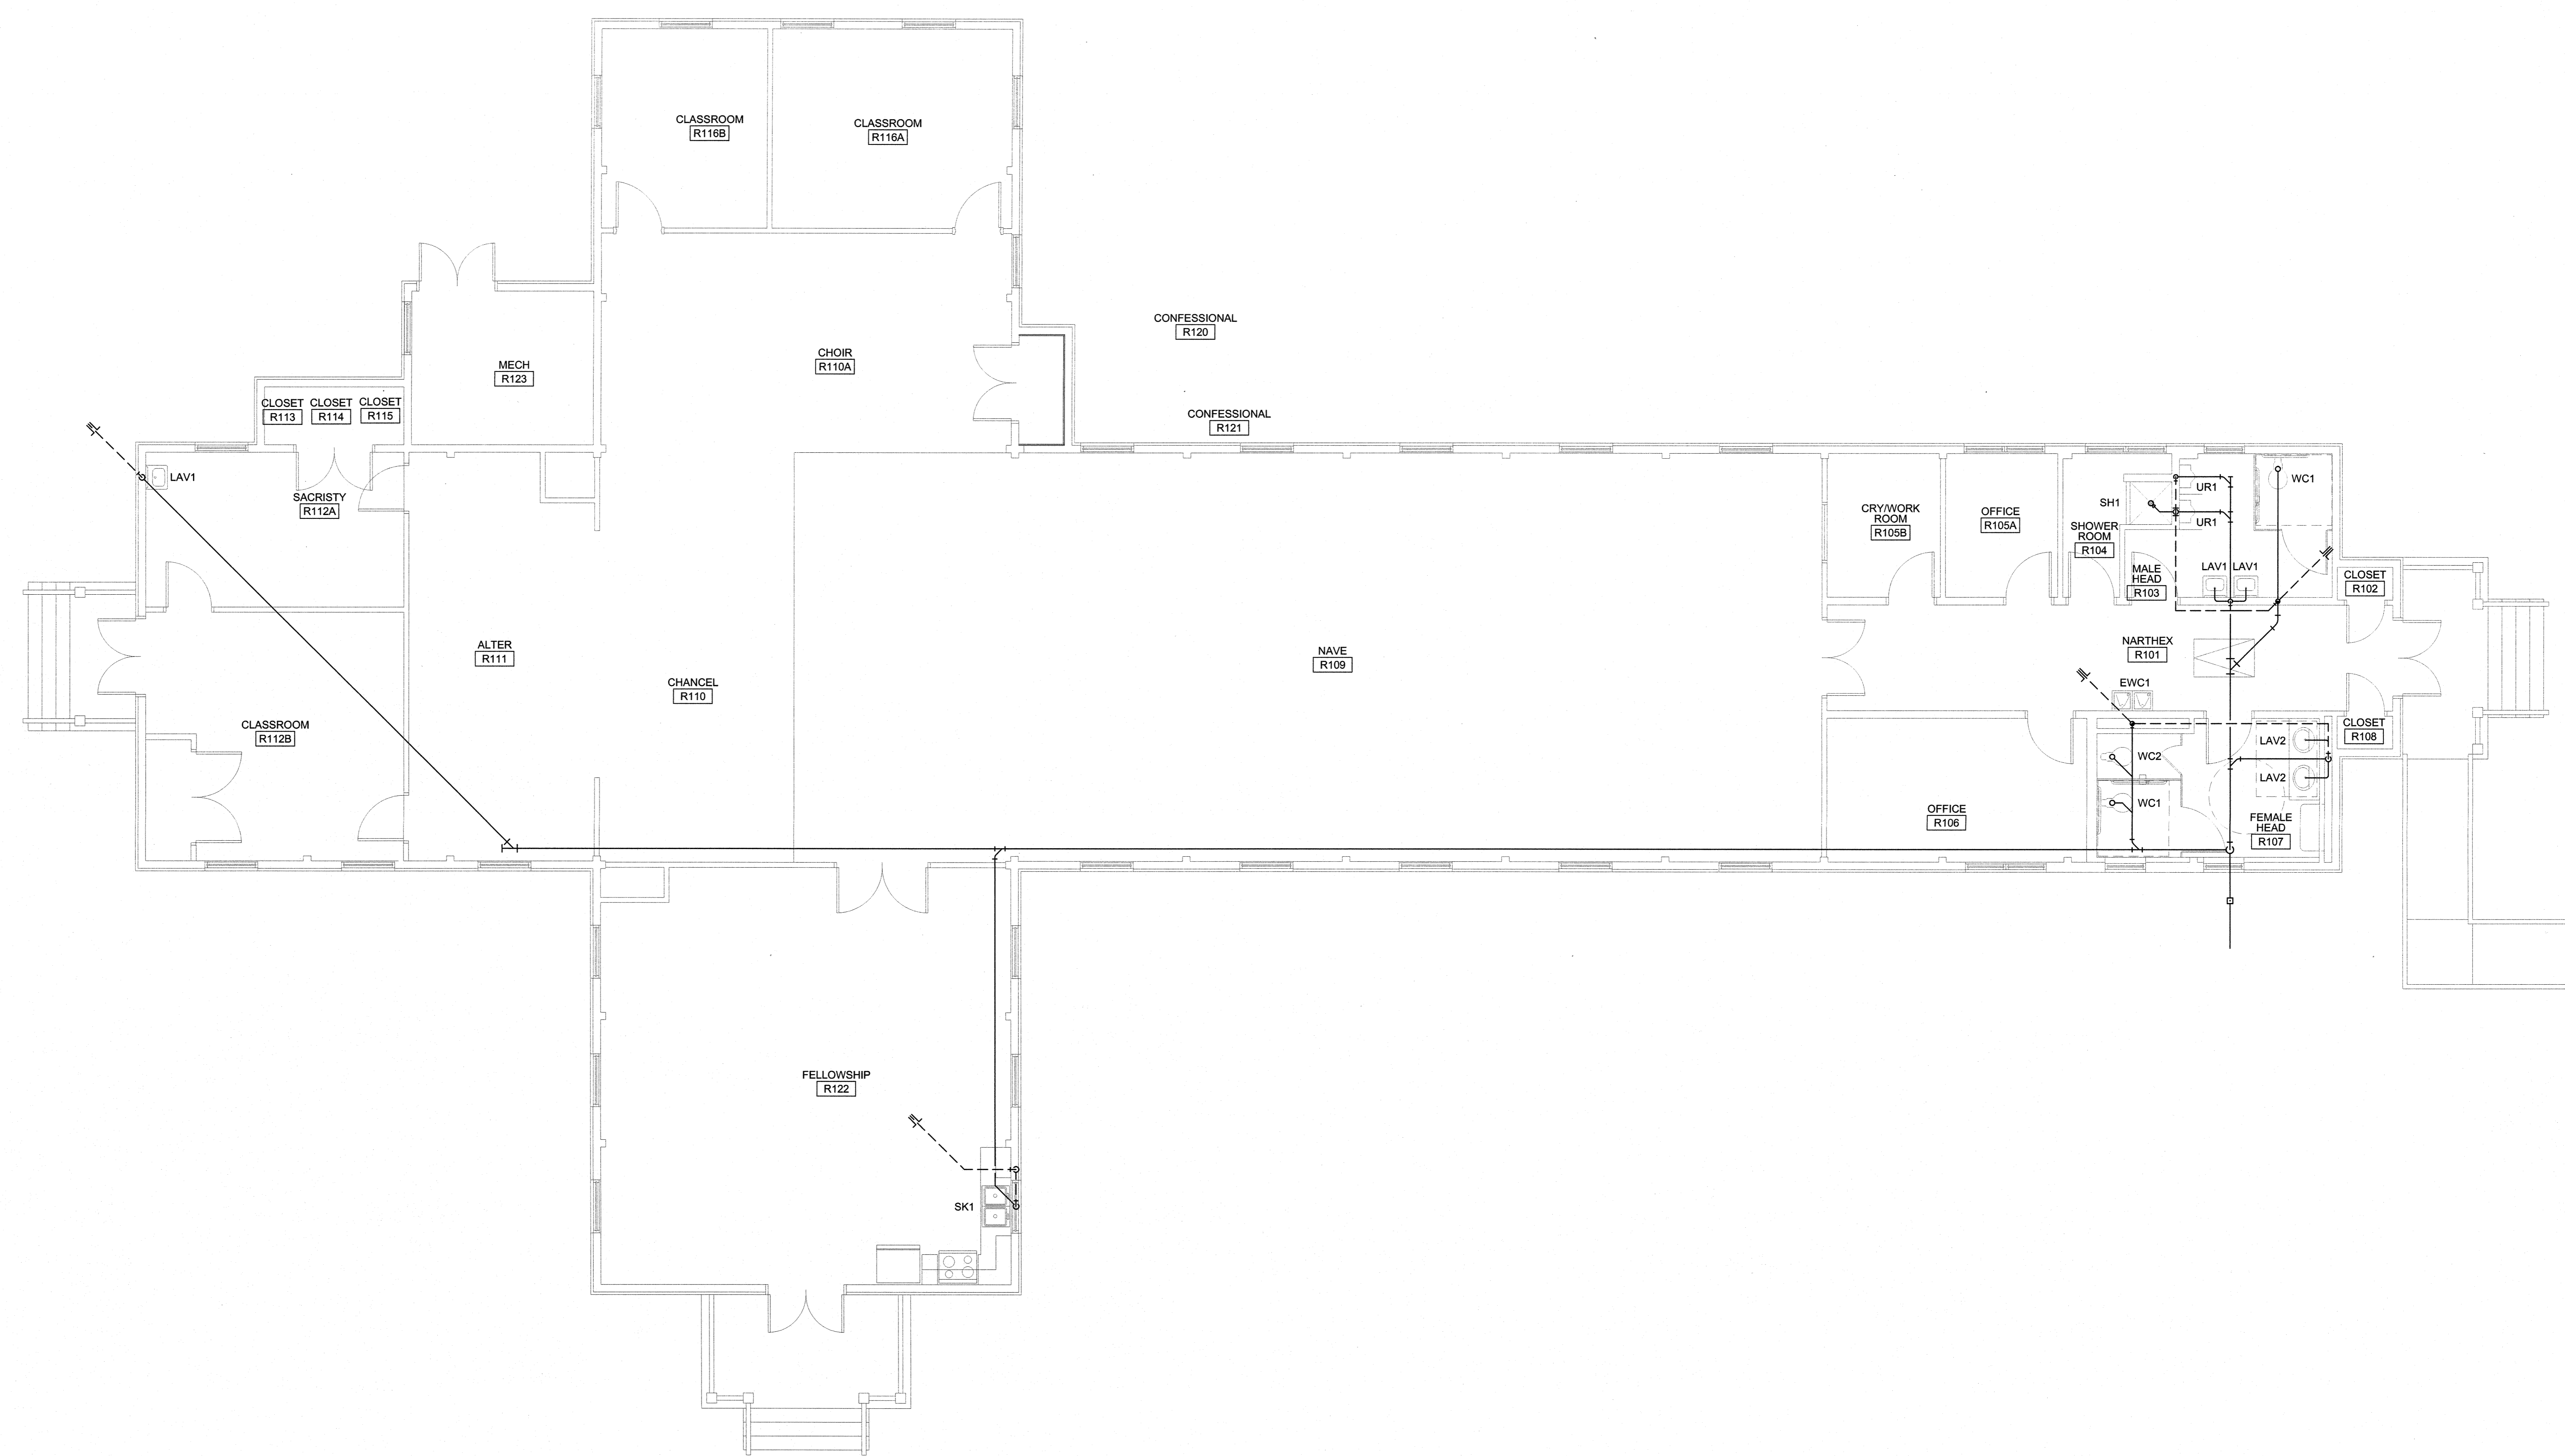 CLASSROOM
R116B
CLASSROOM
R116A
CONFESSIONAL
R120
CHOIR
R110A
MECH
R123
CLOSET
R113
CLOSET
R114
CLOSET
R115
CONFESSIONAL
R121
LAV1
SACRISTY
R112A
CRY/WORK
ROOM
R105B
OFFICE
R105A
SH1
SHOWER
ROOM
R104
UR1
UR1
WC1
MALE
HEAD
R103
LAV1
LAV1
CLOSET
R102
ALTER
R111
NAVE
R109
NARTHEX
R101
CHANCEL
R110
EWC1
CLASSROOM
R112B
CLOSET
R108
WC2
LAV2
LAV2
WC1
OFFICE
R106
FEMALE
HEAD
R107
FELLOWSHIP
R122
SK1